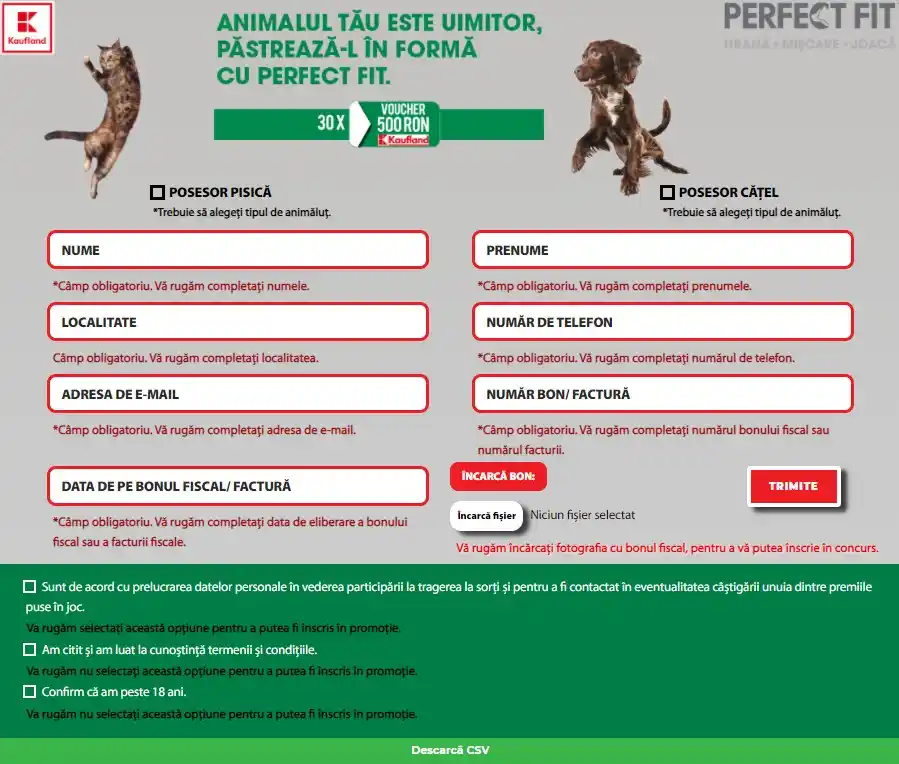 Kaufland
ANIMALUL TĂU ESTE UIMITOR,
PĂSTREAZĂ-L ÎN FORMĂ
CU PERFECT FIT.
PERFECT FIT
HRANĂ • MIȘCARE • JOACĂ
30 X
VOUCHER
500 RON
Kaufland
POSESOR PISICĂ
*Trebuie să alegeți tipul de animăluț.
POSESOR CĂȚEL
*Trebuie să alegeți tipul de animăluț.
NUME
PRENUME
*Câmp obligatoriu. Vă rugăm completați numele.
*Câmp obligatoriu. Vă rugăm completați prenumele.
LOCALITATE
NUMĂR DE TELEFON
Câmp obligatoriu. Vă rugăm completați localitatea.
*Câmp obligatoriu. Vă rugăm completați numărul de telefon.
ADRESA DE E-MAIL
NUMĂR BON/ FACTURĂ
*Câmp obligatoriu. Vă rugăm completați adresa de e-mail.
*Câmp obligatoriu. Vă rugăm completați numărul bonului fiscal sau
numărul facturii.
DATA DE PE BONUL FISCAL/ FACTURĂ
ÎNCARCĂ BON:
TRIMITE
Încarcă fișier
Niciun fișier selectat
*Câmp obligatoriu. Vă rugăm completați data de eliberare a bonului
fiscal sau a facturii fiscale.
Vă rugăm încărcați fotografia cu bonul fiscal, pentru a vă putea înscrie în concurs.
Sunt de acord cu prelucrarea datelor personale în vederea participării la tragerea la sorți și pentru a fi contactat în eventualitatea câștigării unuia dintre premiile
puse în joc.
Va rugăm selectați această opțiune pentru a putea fi înscris în promoție.
Am citit și am luat la cunoștință termenii și condițiile.
Va rugăm nu selectați această opțiune pentru a putea fi înscris în promoție.
Confirm că am peste 18 ani.
Va rugăm nu selectați această opțiune pentru a putea fi înscris în promoție.
Descarcă CSV